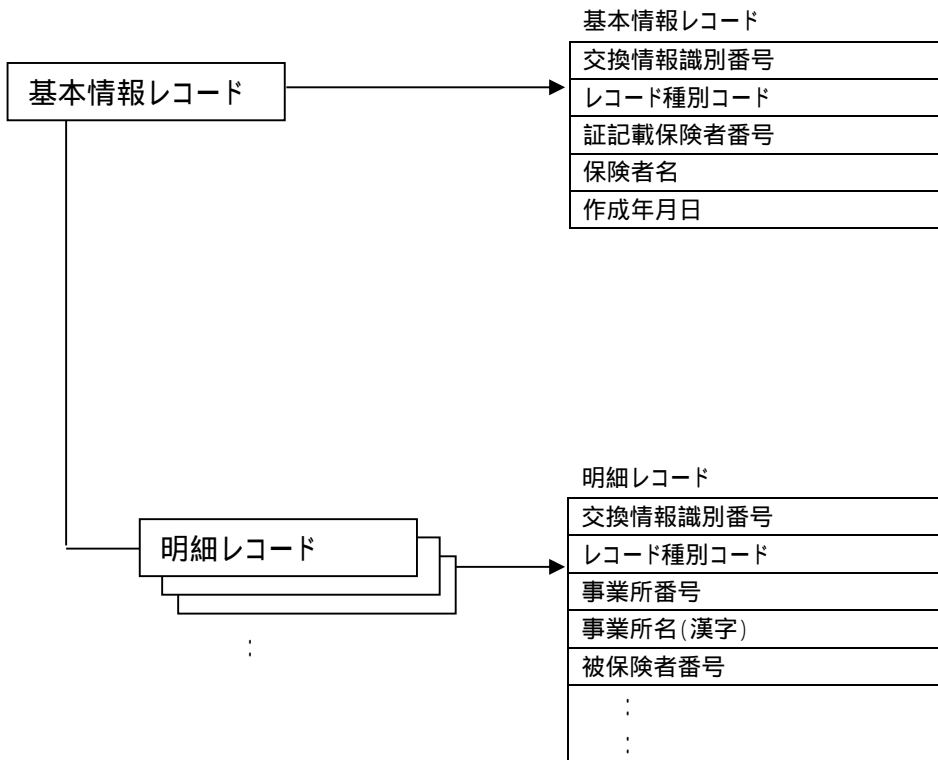 基本情報レコード
基本情報レコード
交換情報識別番号
レコード種別コード
証記載保険者番号
保険者名
作成年月日
明細レコード
明細レコード
:
交換情報識別番号
レコード種別コード
事業所番号
事業所名(漢字)
被保険者番号
:
: